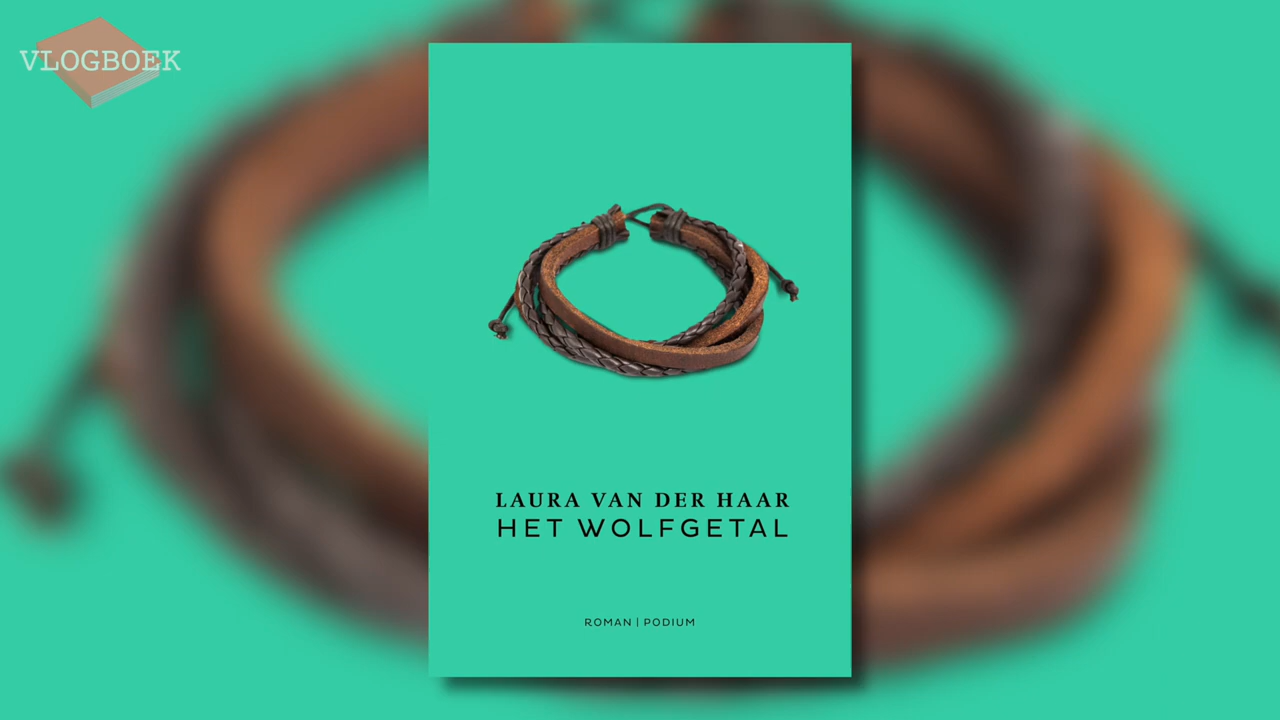 VLOGBOEK
LAURA VAN DER HAAR
HET WOLFGETAL
ROMAN | PODIUM